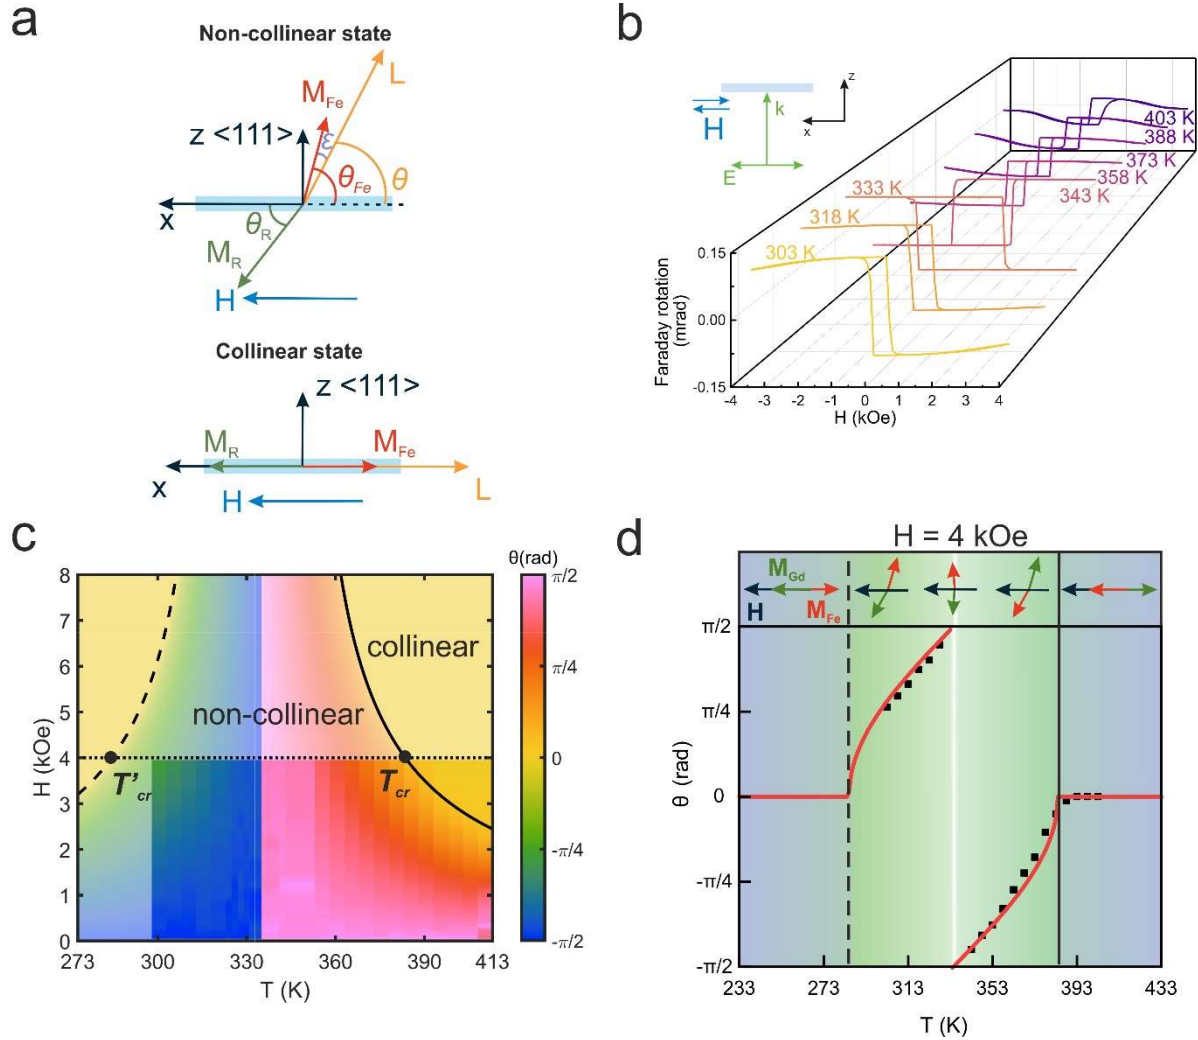 a
Non-collinear state
L
M_Fe
z <111>
ε
θ_Fe
θ
x
θ_R
M_R
H
Collinear state
z <111>
M_R
M_Fe
x
H
L
b
z
k
H
x
E
403 K
388 K
373 K
358 K
343 K
333 K
318 K
303 K
0.15
0.00
-0.15
Faraday rotation
(mrad)
-4 -3 -2 -1 0 1 2 3 4
H (kOe)
c
θ(rad)
8
7
6
5
4
3
2
1
0
H (kOe)
collinear
non-collinear
T'_cr
T_cr
273 300 330 360 390 413
T (K)
π/2
π/4
0
-π/4
-π/2
d
H = 4 kOe
M_Gd
H
M_Fe
π/2
π/4
0
-π/4
-π/2
θ (rad)
233 273 313 353 393 433
T (K)